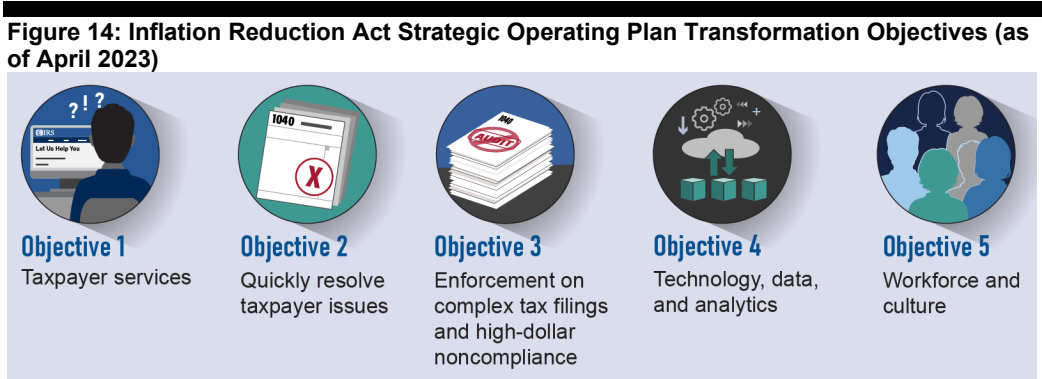 Figure 14: Inflation Reduction Act Strategic Operating Plan Transformation Objectives (as
of April 2023)
? ! ?
IRS
Let Us Help You
1040
X
1040
AUDIT
Objective 1
Taxpayer services
Objective 2
Quickly resolve
taxpayer issues
Objective 3
Enforcement on
complex tax filings
and high-dollar
noncompliance
Objective 4
Technology, data,
and analytics
Objective 5
Workforce and
culture